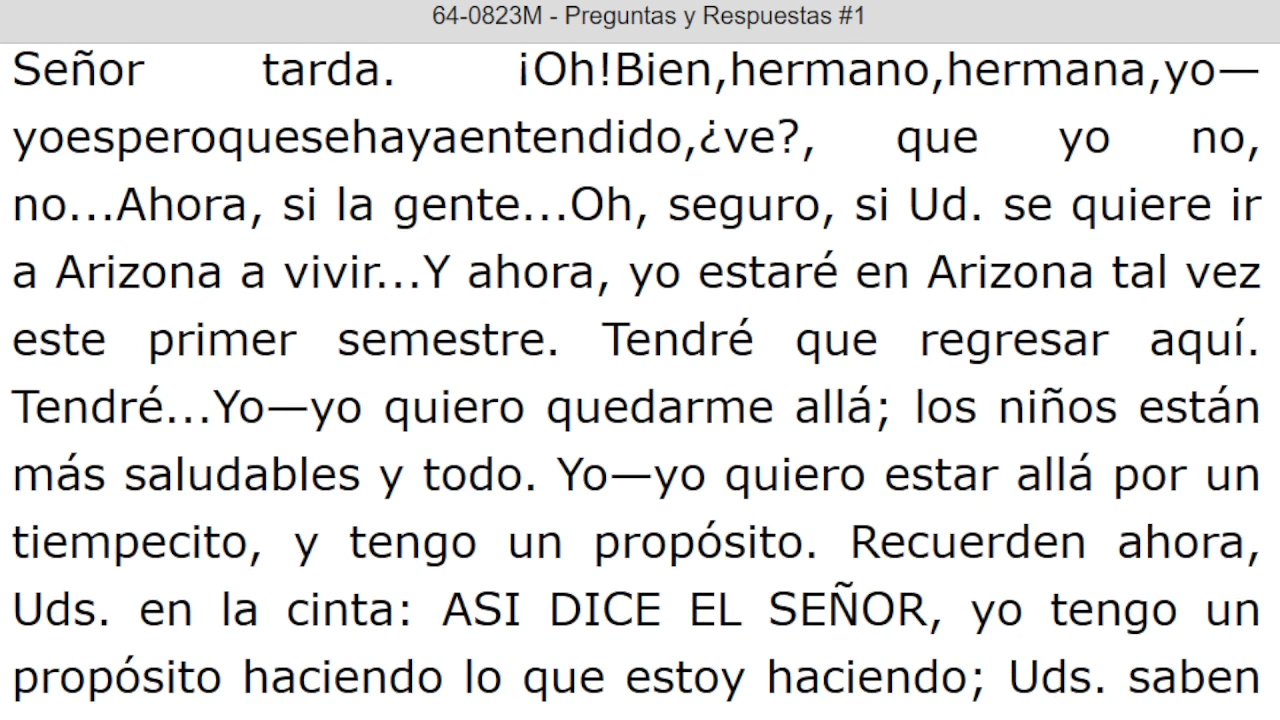 64-0823M - Preguntas y Respuestas #1
Señor tarda. ¡Oh!Bien,hermano,hermana,yo—
yoesperoquesehayaentendido,¿ve?, que yo no,
no...Ahora, si la gente...Oh, seguro, si Ud. se quiere ir
a Arizona a vivir...Y ahora, yo estaré en Arizona tal vez
este primer semestre. Tendré que regresar aquí.
Tendré...Yo—yo quiero quedarme allá; los niños están
más saludables y todo. Yo—yo quiero estar allá por un
tiempecito, y tengo un propósito. Recuerden ahora,
Uds. en la cinta: ASI DICE EL SEÑOR, yo tengo un
propósito haciendo lo que estoy haciendo; Uds. saben